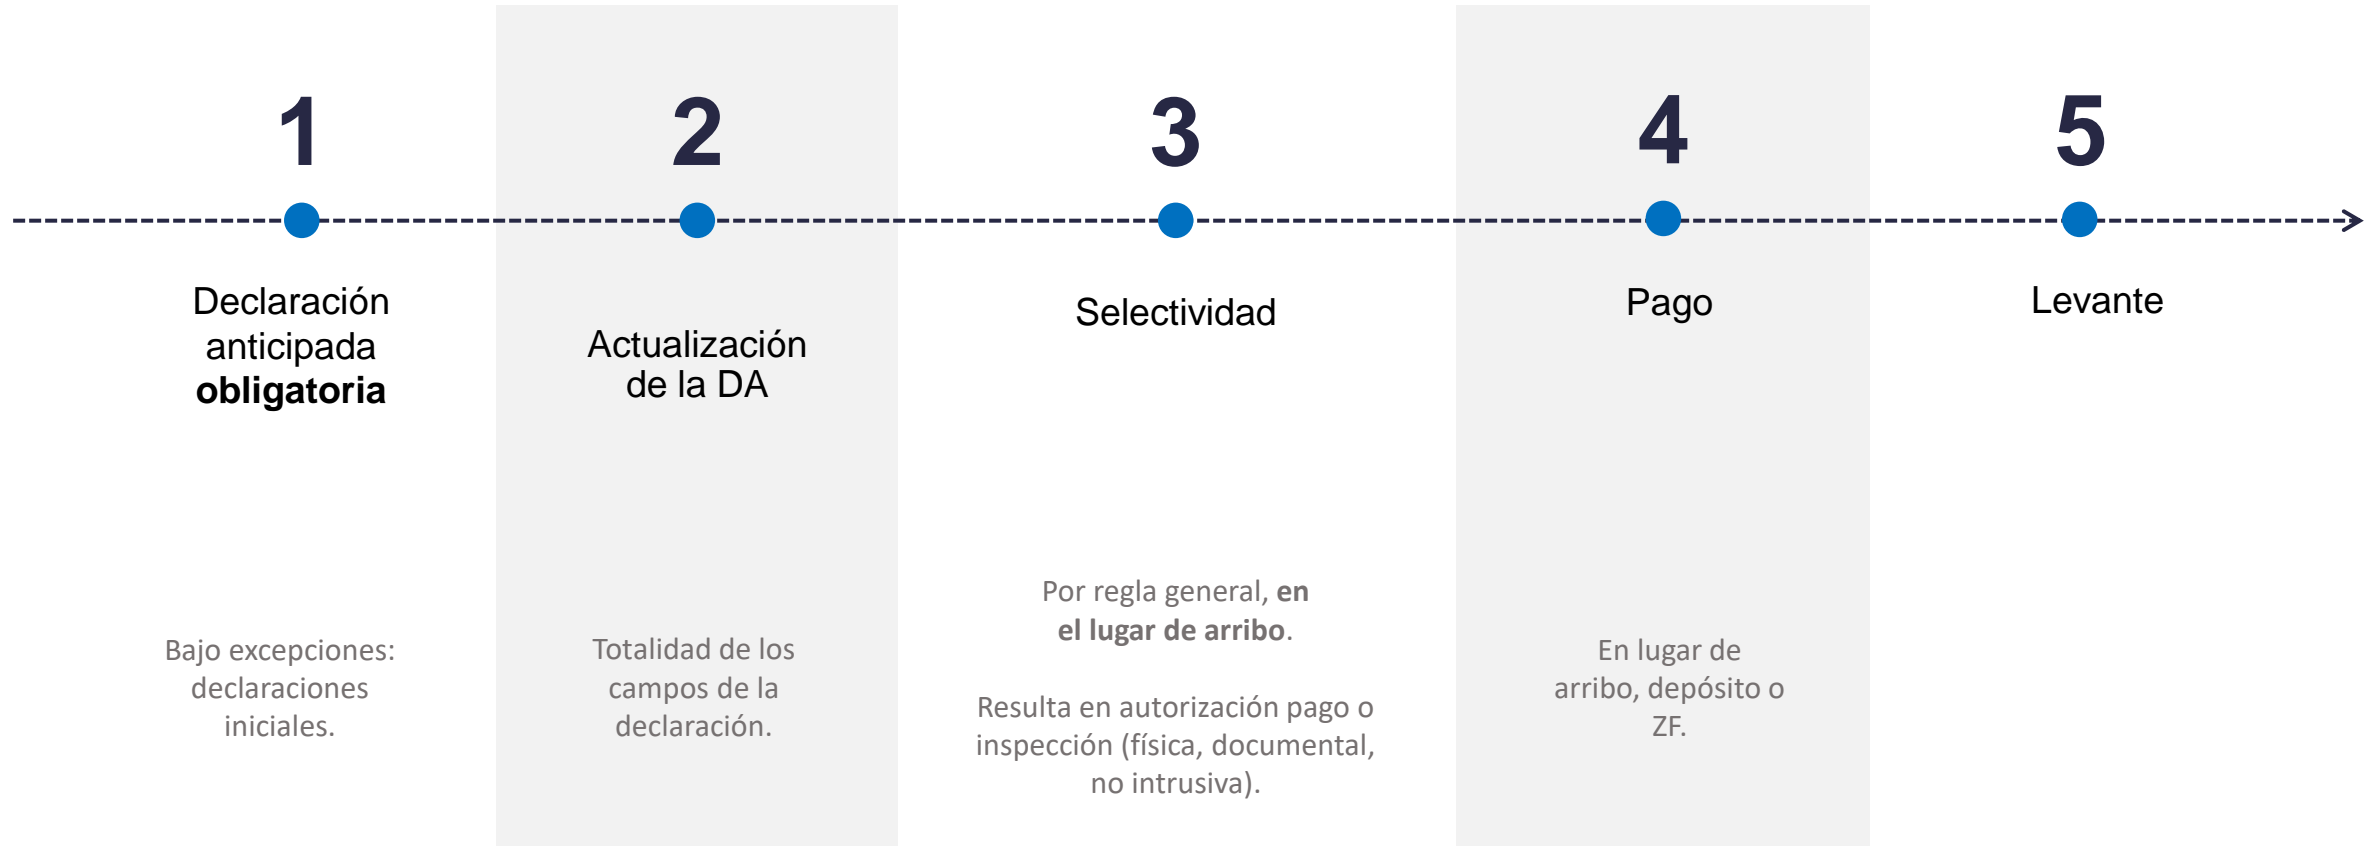 1
Declaración
anticipada
obligatoria
Bajo excepciones:
declaraciones
iniciales.
2
Actualización
de la DA
Totalidad de los
campos de la
declaración.
3
Selectividad
Por regla general, en
el lugar de arribo.
Resulta en autorización pago o
inspección (física, documental,
no intrusiva).
4
Pago
En lugar de
arribo, depósito o
ZF.
5
Levante